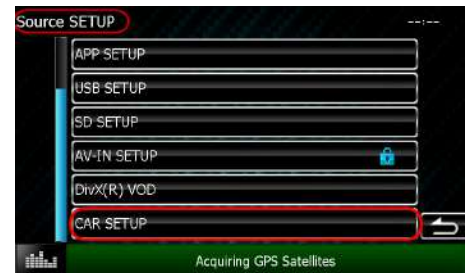 Source SETUP
--:--
APP SETUP
USB SETUP
SD SETUP
AV-IN SETUP
DivX(R) VOD
CAR SETUP
Acquiring GPS Satellites